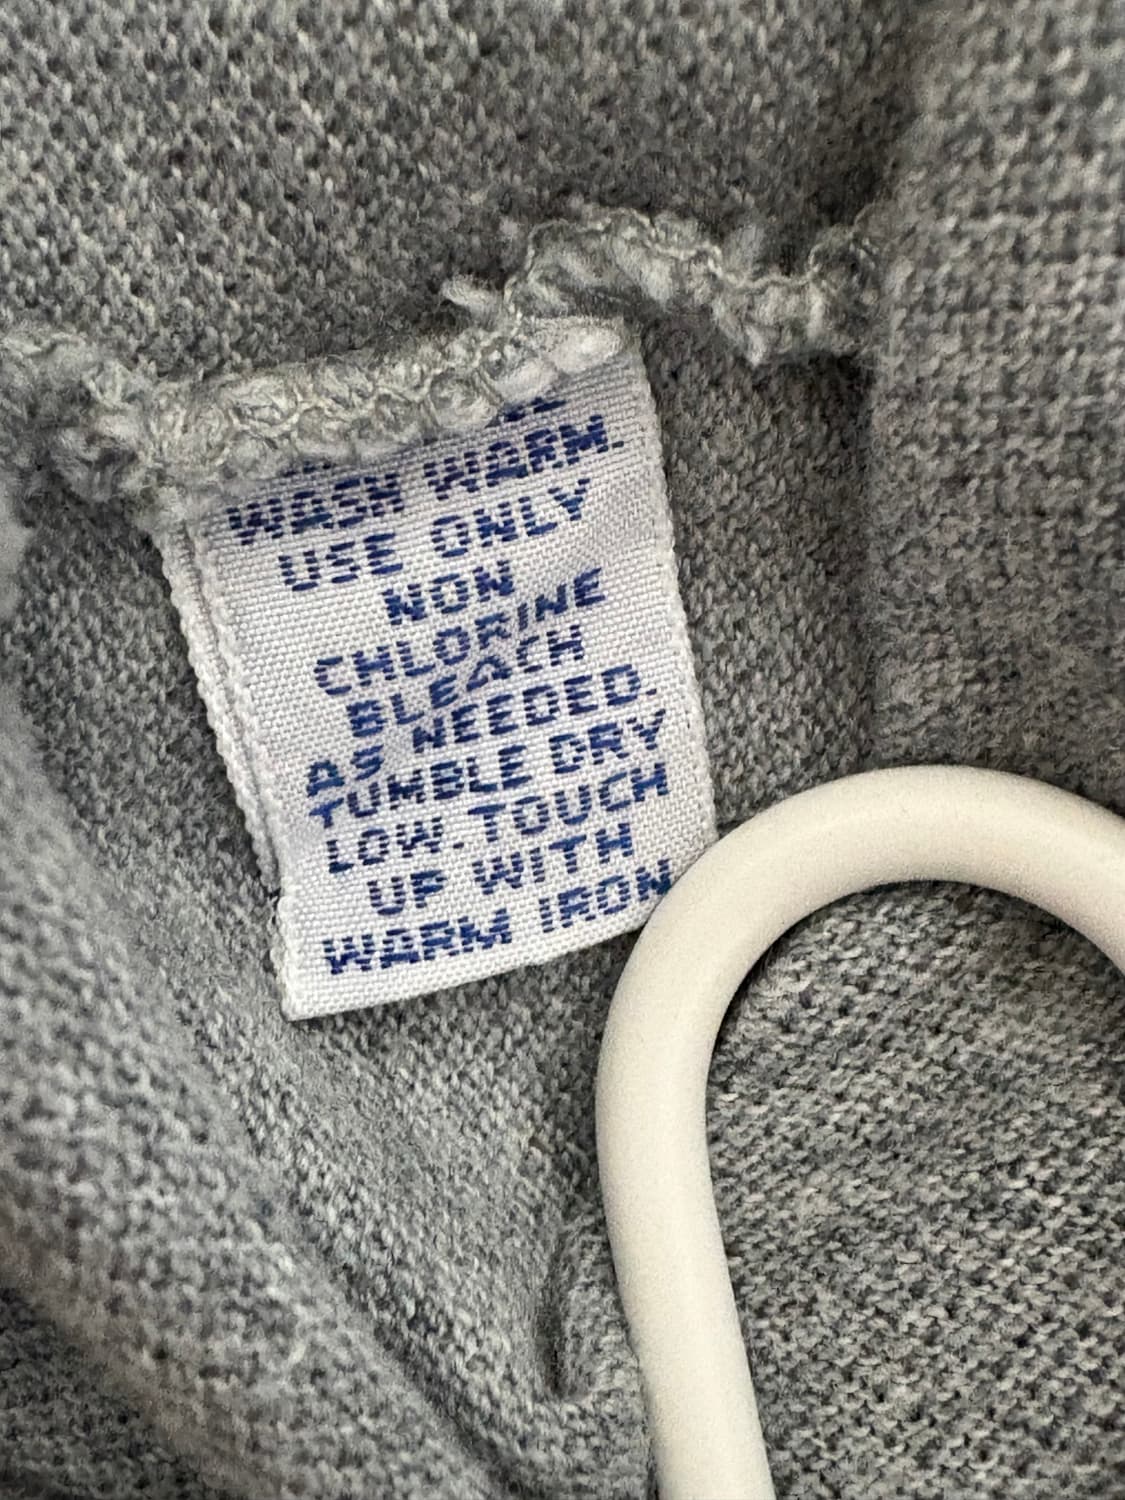 WASH WARM.
USE ONLY
NON
CHLORINE
BLEACH
AS NEEDED.
TUMBLE DRY
LOW. TOUCH
UP WITH
WARM IRON